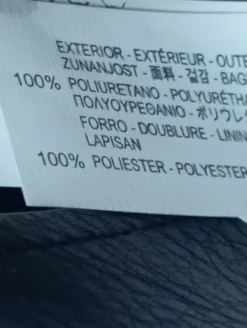 EXTERIOR - EXTÉRIEUR - OUTE
ZUNANJOST - 面料 - 겉감 - BAG
100% POLIURETANO - POLYURÉTHA
ΠΟΛΥΟΥΡΕΘΑΝΙΟ - ポリウレ
FORRO - DOUBLURE - LININ
LAPISAN
100% POLIESTER - POLYESTER